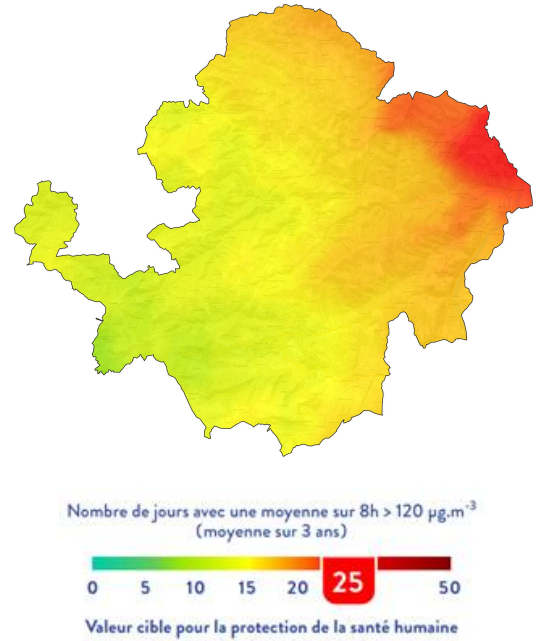 Nombre de jours avec une moyenne sur 8h > 120 µg.m⁻³
(moyenne sur 3 ans)
0 5 10 15 20 25 50
Valeur cible pour la protection de la santé humaine